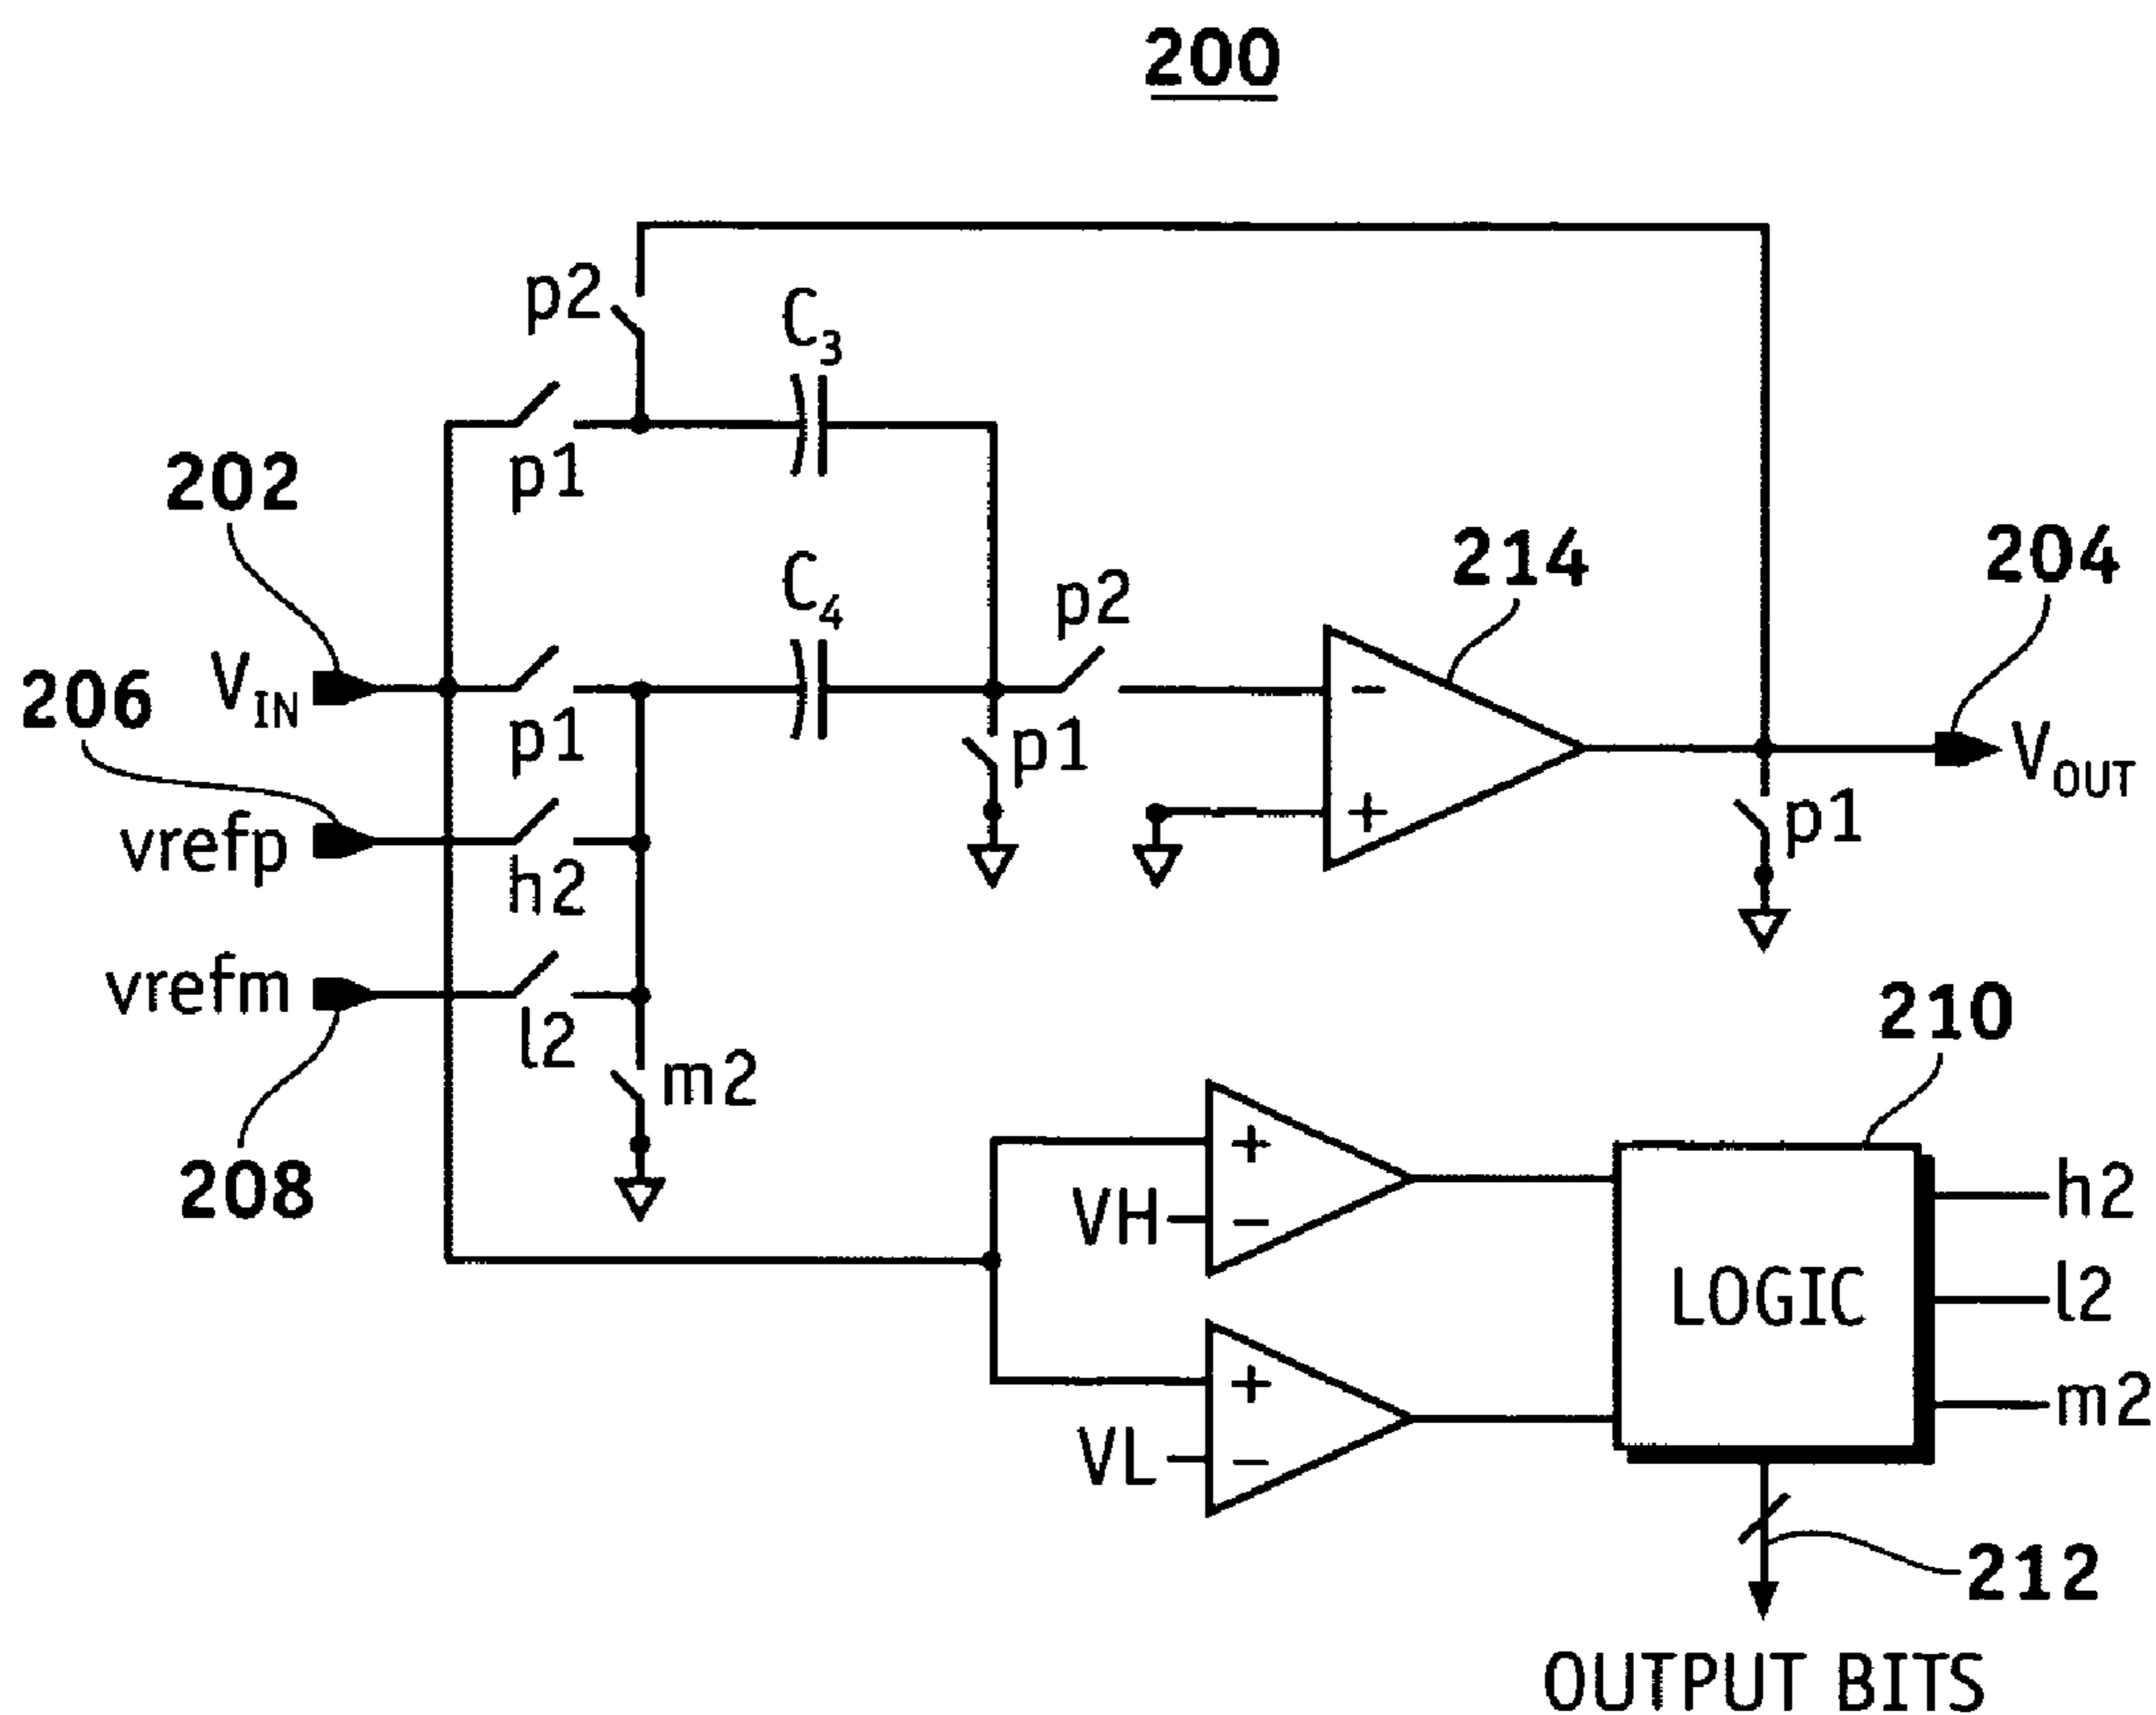 200
p2
C3
p1
202
C4
p2
214
204
206
VIN
p1
p1
VOUT
vrefp
h2
p1
-
+
vrefm
l2
m2
208
210
+
VH
-
h2
LOGIC
l2
+
VL
-
m2
212
OUTPUT BITS